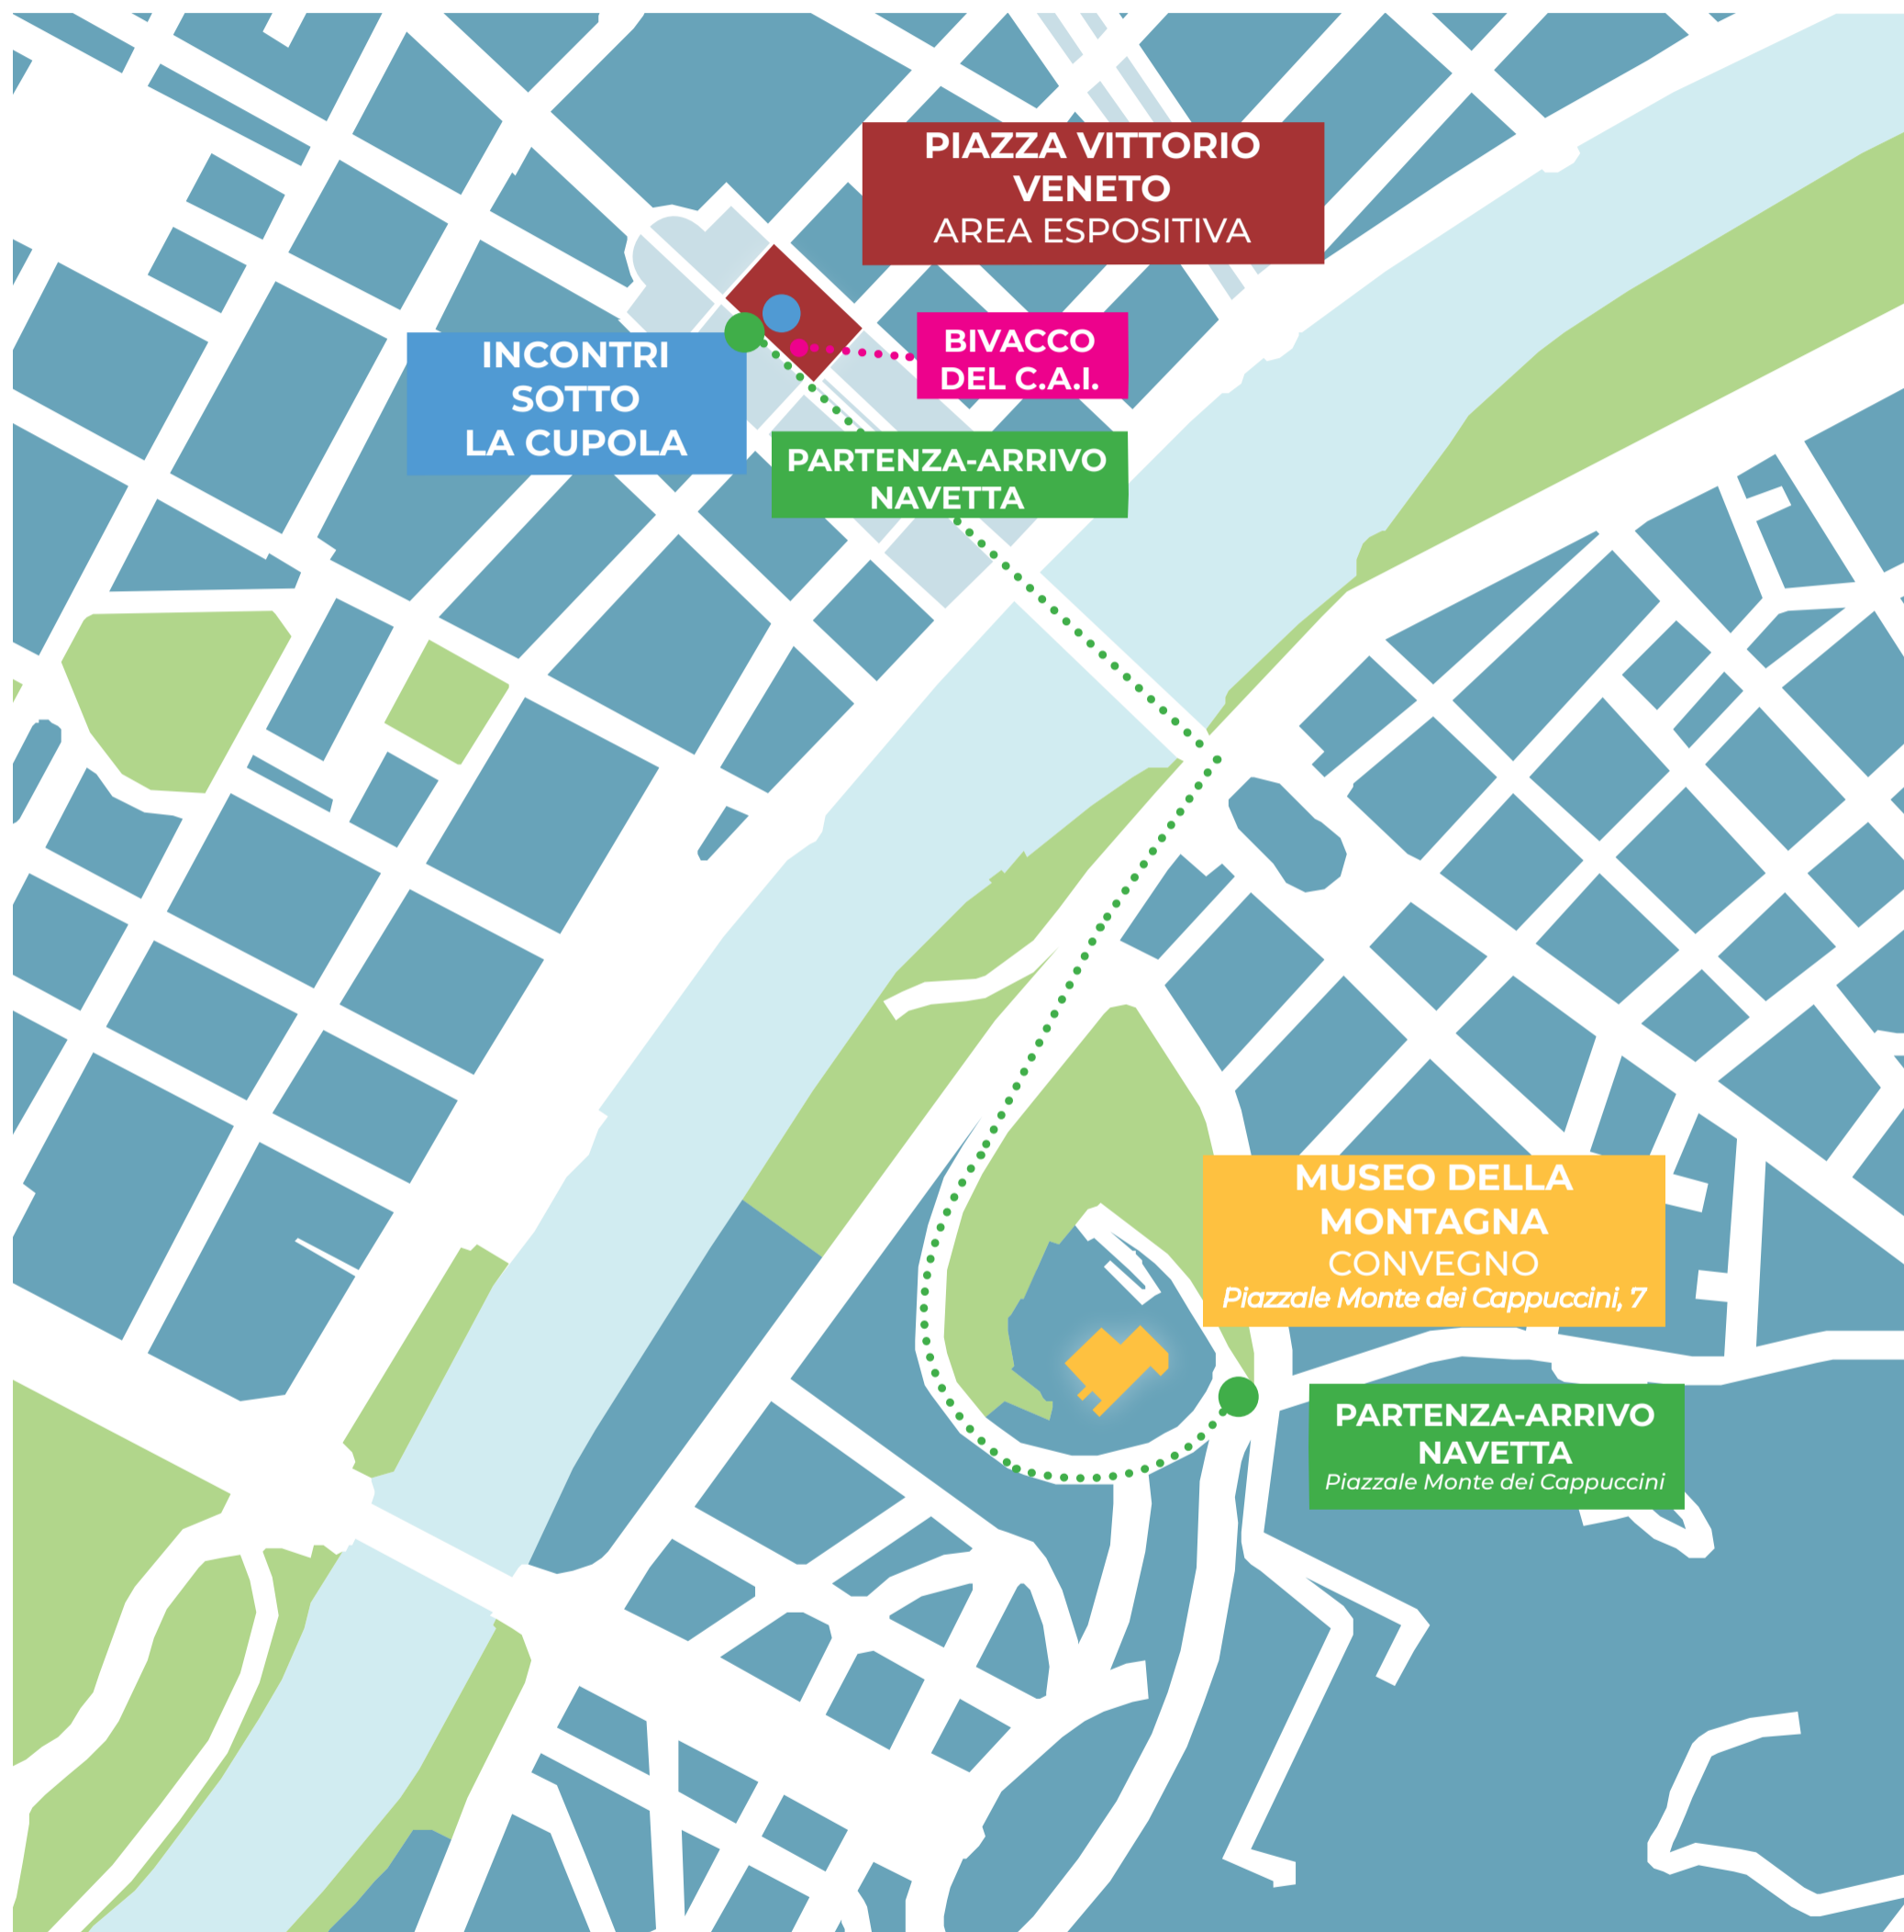 PIAZZA VITTORIO
VENETO
AREA ESPOSITIVA
INCONTRI
SOTTO
LA CUPOLA
BIVACCO
DEL C.A.I.
PARTENZA-ARRIVO
NAVETTA
MUSEO DELLA
MONTAGNA
CONVEGNO
Piazzale Monte dei Cappuccini, 7
PARTENZA-ARRIVO
NAVETTA
Piazzale Monte dei Cappuccini